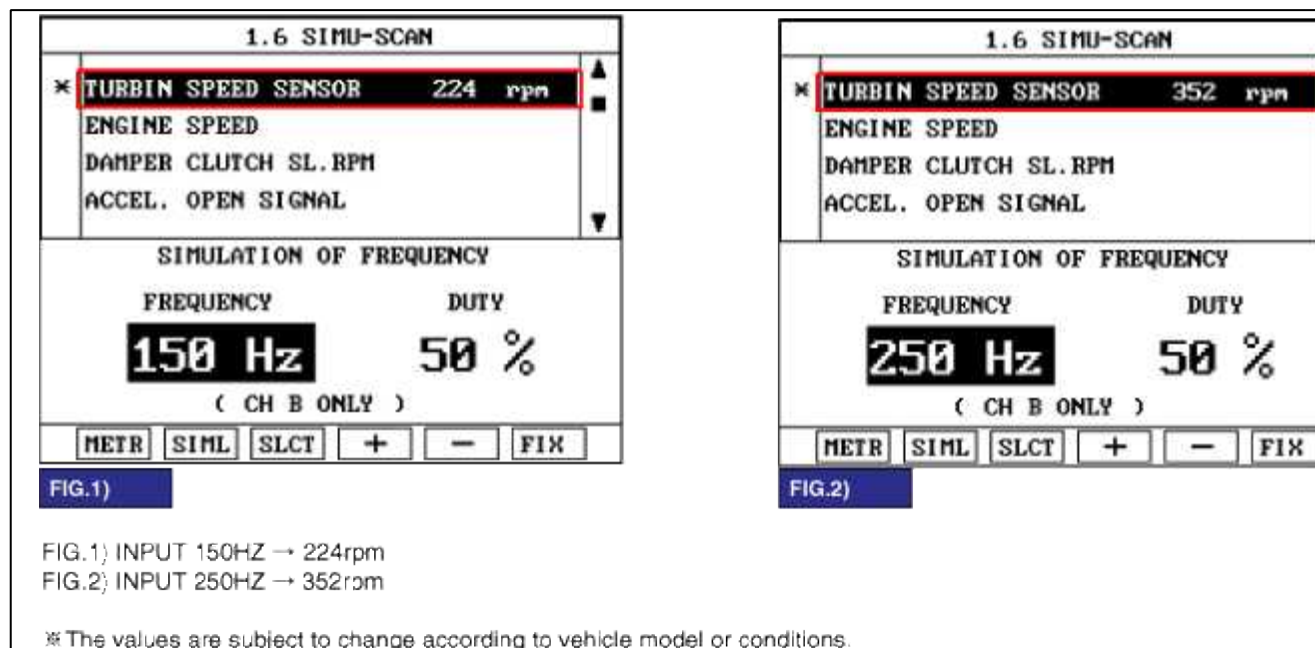 1.6 SIMU-SCAN
* TURBIN SPEED SENSOR 224 rpm
ENGINE SPEED
DAMPER CLUTCH SL.RPM
ACCEL. OPEN SIGNAL
SIMULATION OF FREQUENCY
FREQUENCY DUTY
150 Hz 50 %
( CH B ONLY )
METR SIML SLCT + - FIX
FIG.1)
1.6 SIMU-SCAN
* TURBIN SPEED SENSOR 352 rpm
ENGINE SPEED
DAMPER CLUTCH SL.RPM
ACCEL. OPEN SIGNAL
SIMULATION OF FREQUENCY
FREQUENCY DUTY
250 Hz 50 %
( CH B ONLY )
METR SIML SLCT + - FIX
FIG.2)
FIG.1) INPUT 150HZ → 224rpm
FIG.2) INPUT 250HZ → 352rpm
※ The values are subject to change according to vehicle model or conditions.